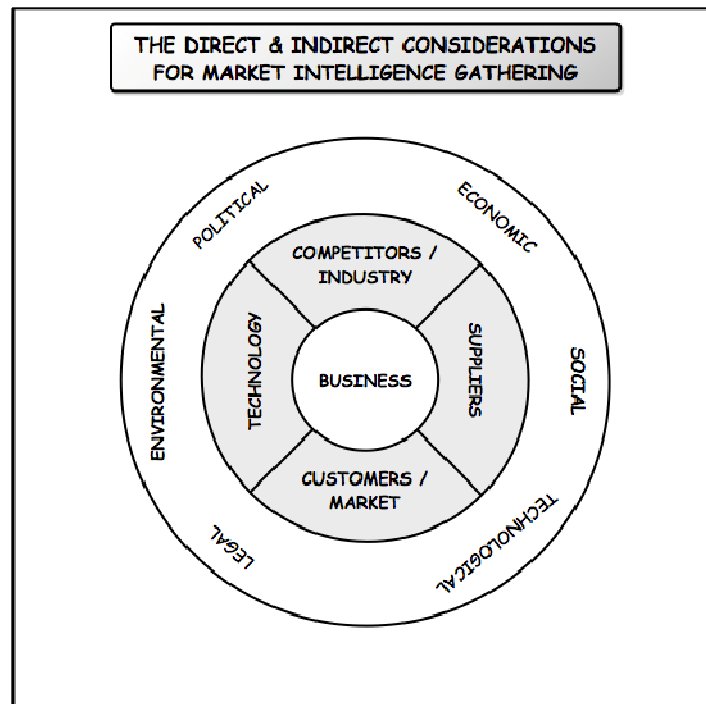 THE DIRECT & INDIRECT CONSIDERATIONS
FOR MARKET INTELLIGENCE GATHERING
POLITICAL
ECONOMIC
COMPETITORS /
INDUSTRY
ENVIRONMENTAL
TECHNOLOGY
BUSINESS
SUPPLIERS
SOCIAL
CUSTOMERS /
MARKET
LEGAL
TECHNOLOGICAL